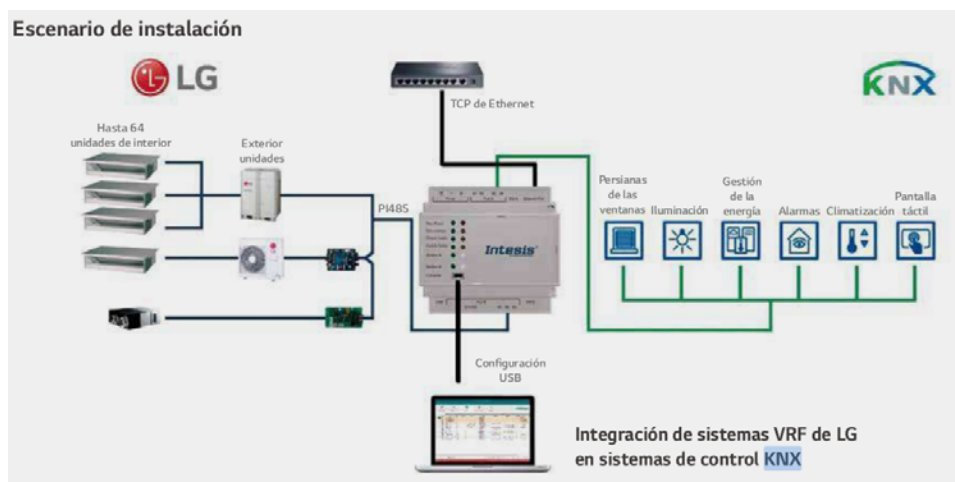 Escenario de instalación
LG
KNX
TCP de Ethernet
Hasta 64
unidades de interior
Exterior
unidades
PI485
Intesis
Persianas
de las
ventanas
Iluminación
Gestión
de la
energía
Alarmas
Climatización
Pantalla
táctil
Configuración
USB
Integración de sistemas VRF de LG
en sistemas de control KNX